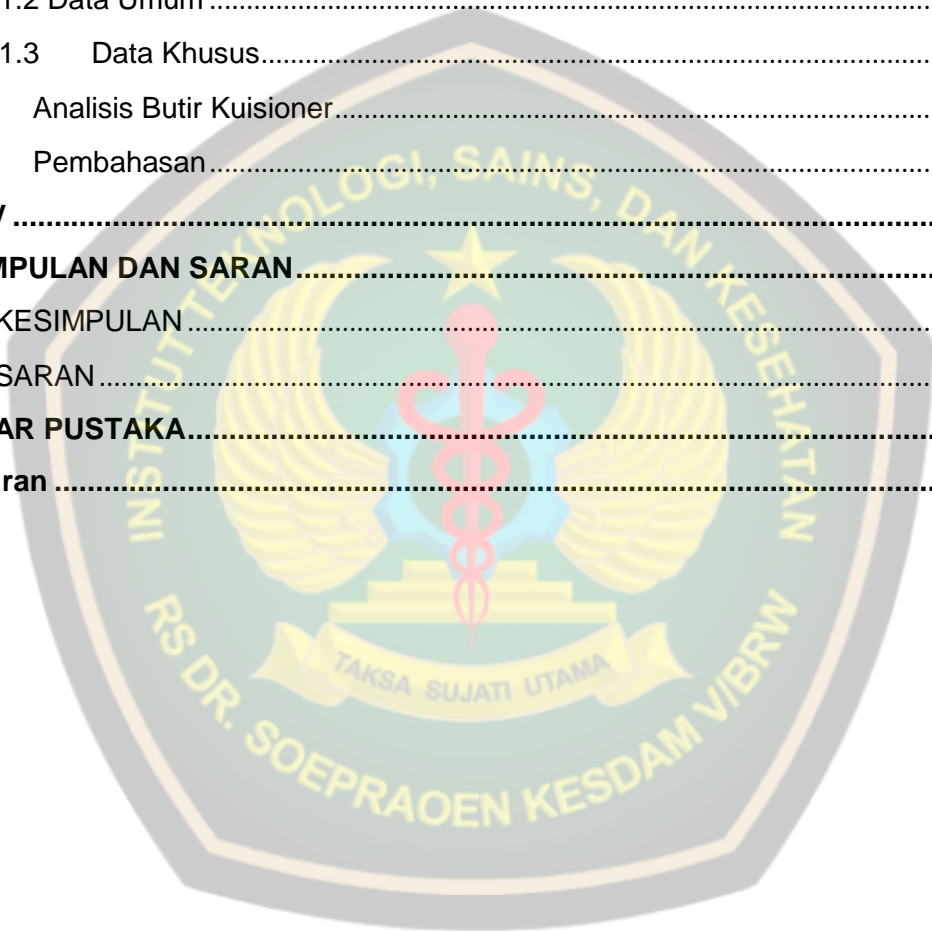 1.2 Data Umum
1.3 Data Khusus
Analisis Butir Kuisioner
Pembahasan
V
MPULAN DAN SARAN
KESIMPULAN
SARAN
AR PUSTAKA
ran
INSTITUT TEKNOLOGI, SAINS, DAN KESEHATAN
TAKSA SUJATI UTAMA
RS DR. SOEPRAOEN KESDAM V/BRW